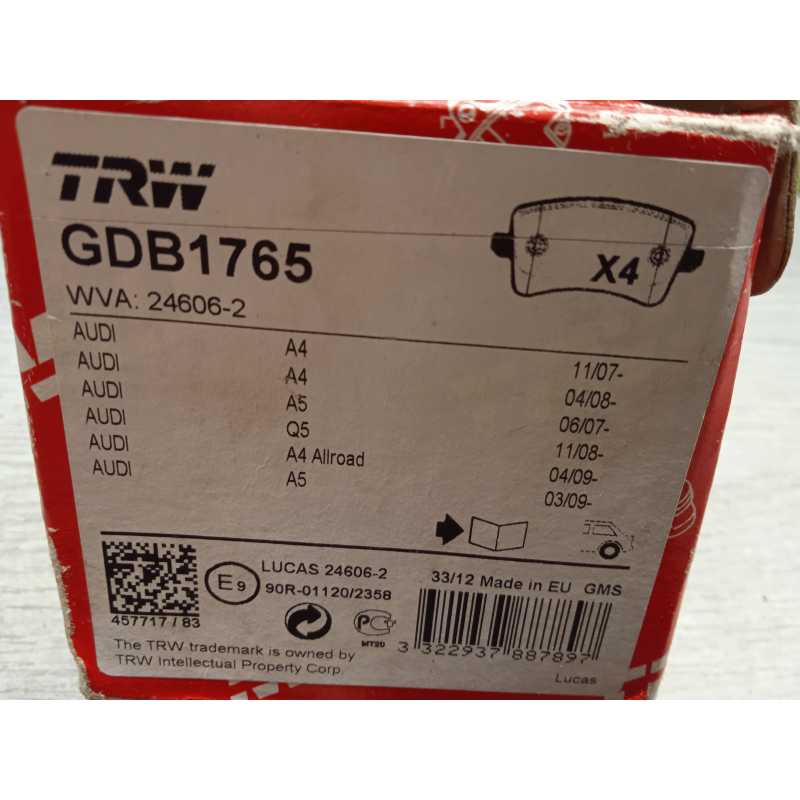 TRW
GDB1765
WVA: 24606-2
X4
AUDI A4 11/07-
AUDI A4 04/08-
AUDI A5 06/07-
AUDI Q5 11/08-
AUDI A4 Allroad 04/09-
AUDI A5 03/09-
457717 / 83
E9
LUCAS 24606-2
90R-01120/2358
33/12 Made in EU GMS
The TRW trademark is owned by
TRW Intellectual Property Corp.
3 322937 887897
Lucas